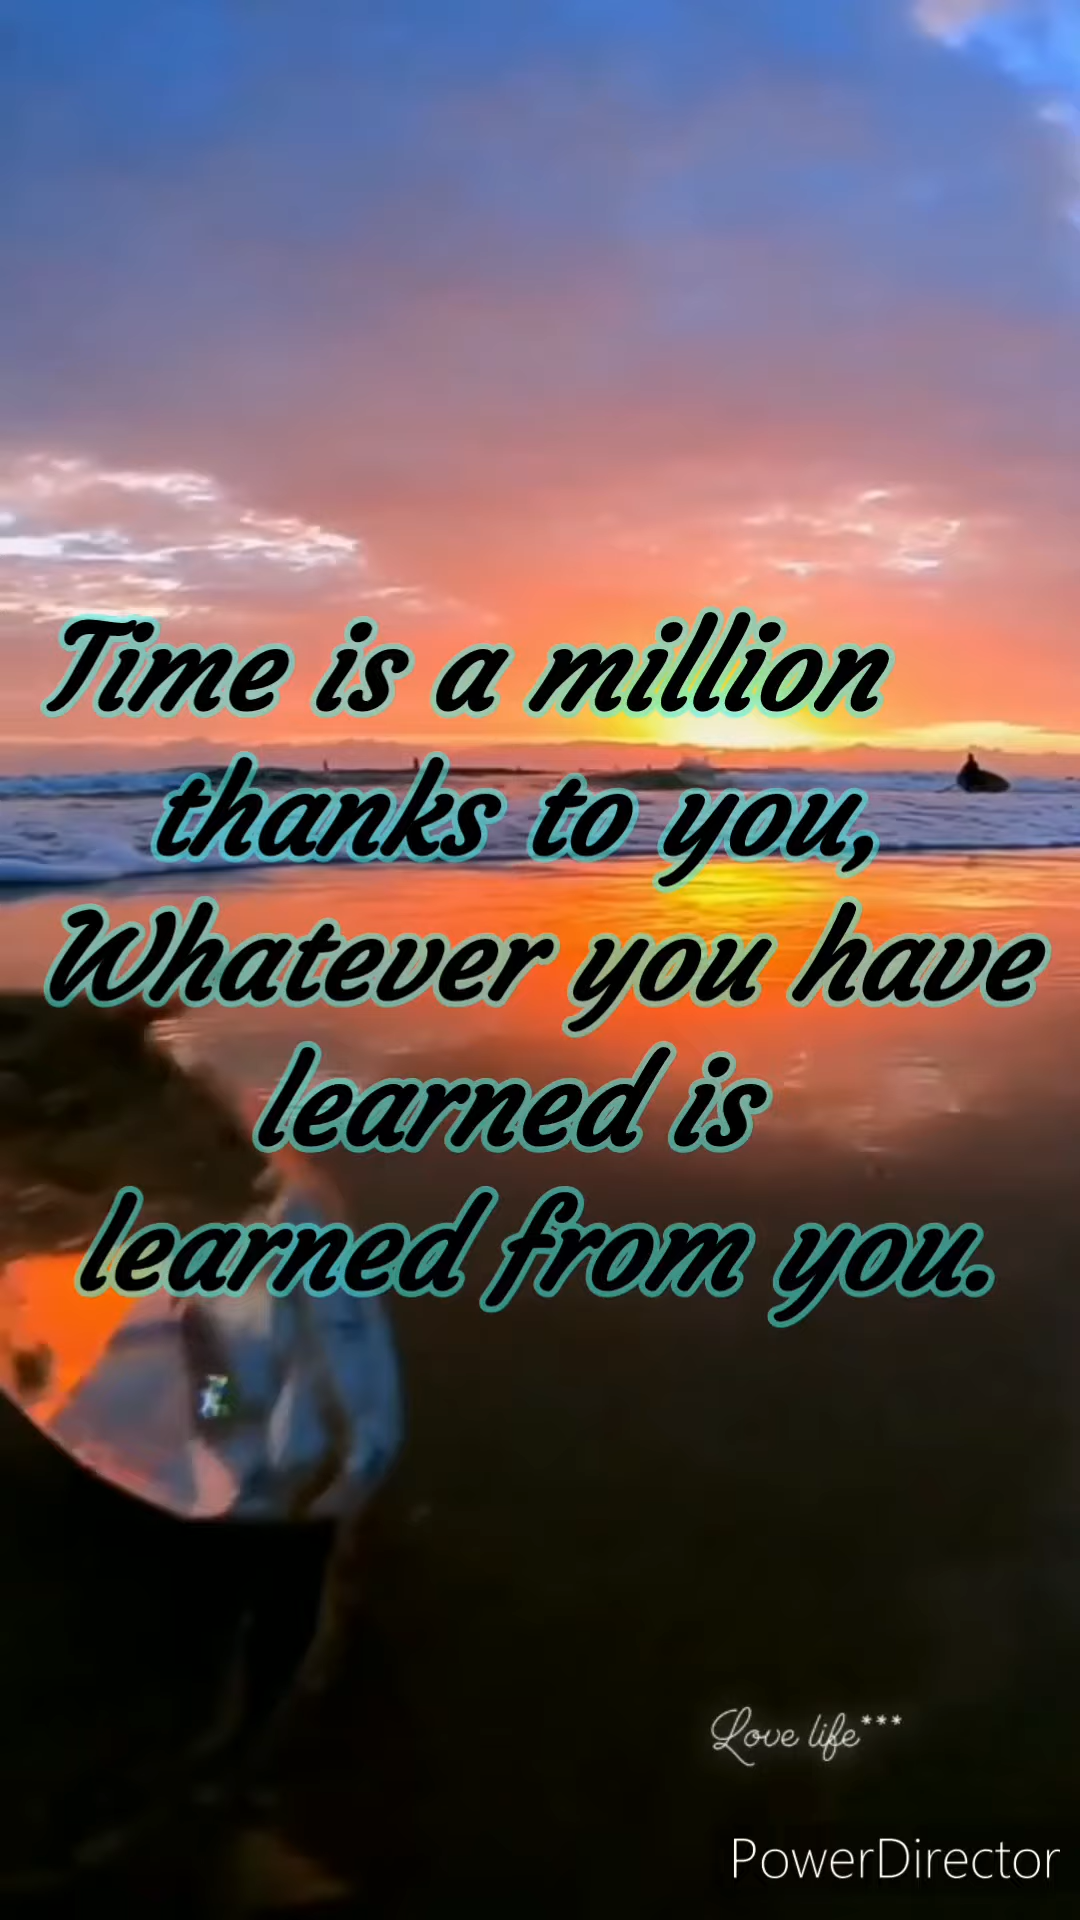 Time is a million
thanks to you,
Whatever you have
learned is
learned from you.
Love life***
PowerDirector